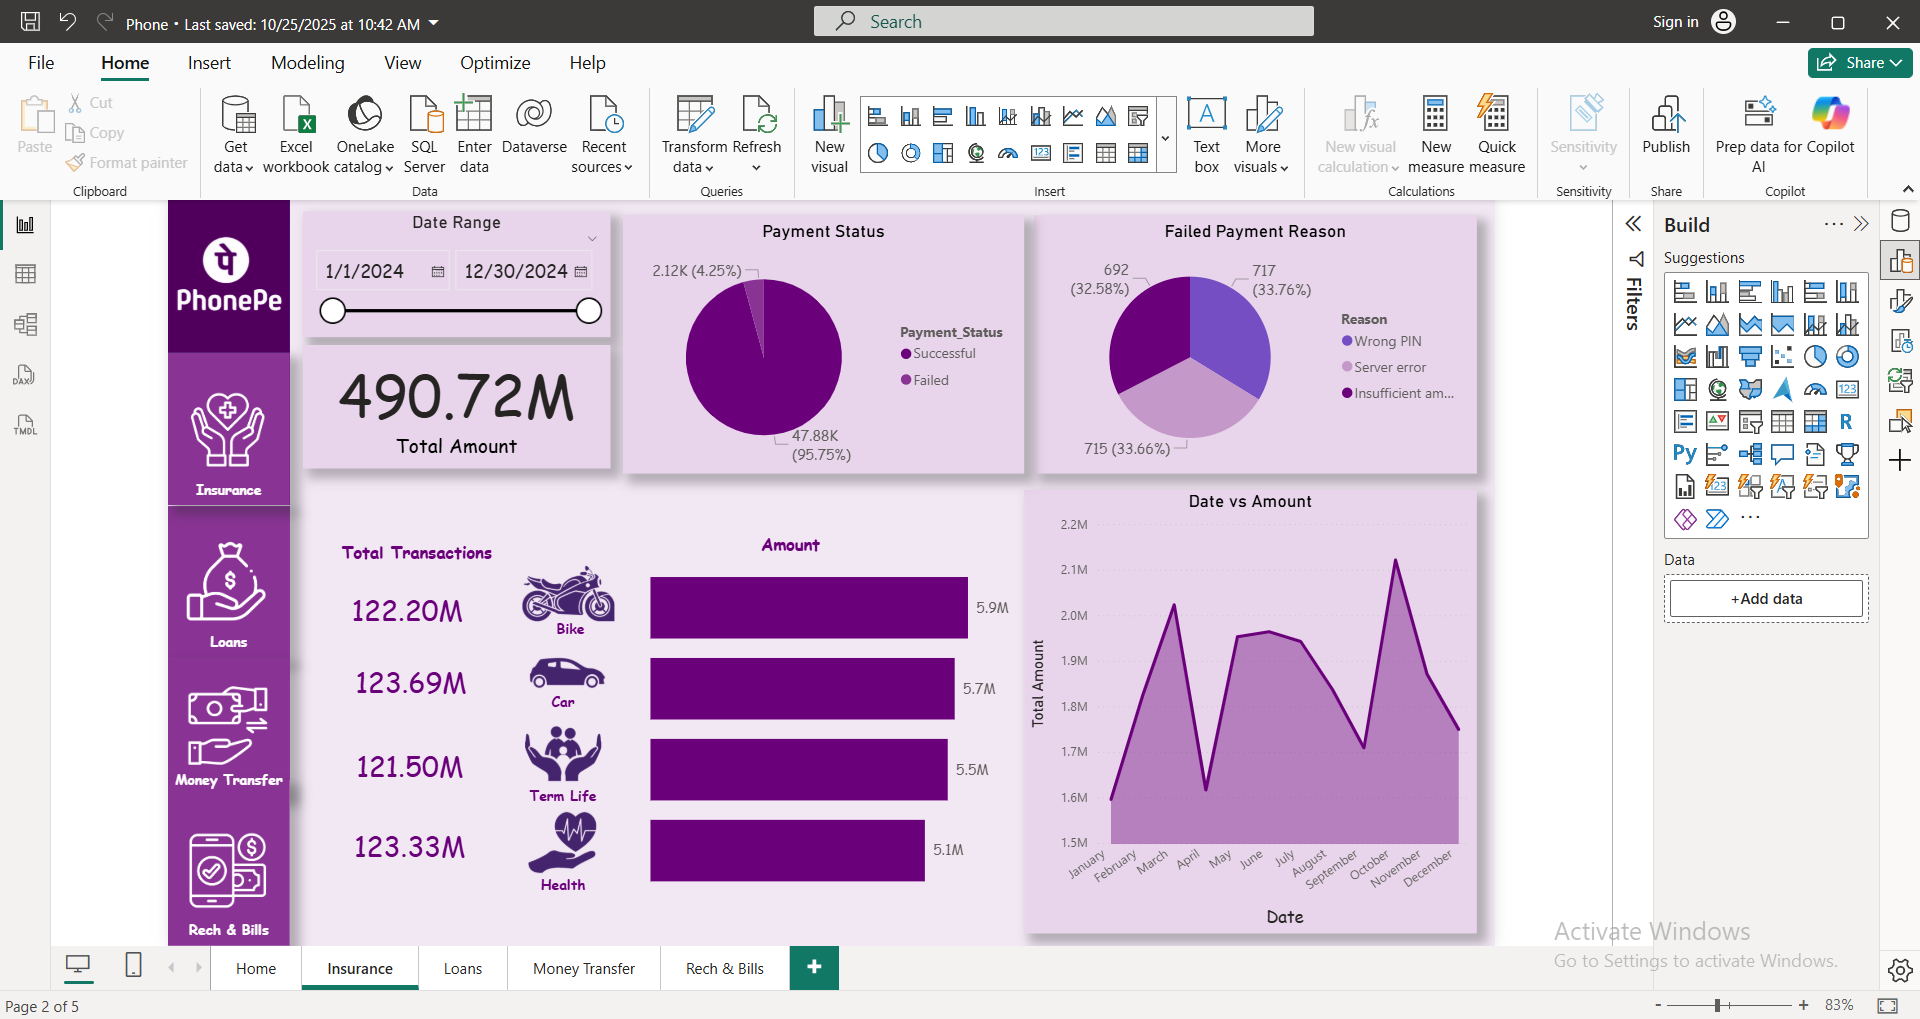 Phone • Last saved: 10/25/2025 at 10:42 AM
Search
Sign in
File Home Insert Modeling View Optimize Help
Share
Paste
Cut
Copy
Format painter
Clipboard
Get data
Excel workbook
OneLake catalog
SQL Server
Enter data
Dataverse
Recent sources
Data
Transform data
Refresh
Queries
New visual
Text box
More visuals
Insert
New visual calculation
New measure
Quick measure
Calculations
Sensitivity
Sensitivity
Publish
Share
Prep data for AI
Copilot
Copilot
DAX
TMDL
पे
PhonePe
Insurance
Loans
Money Transfer
Rech & Bills
Date Range
1/1/2024
12/30/2024
490.72M
Total Amount
Payment Status
2.12K (4.25%)
47.88K
(95.75%)
Payment_Status
Successful
Failed
Failed Payment Reason
692
(32.58%)
717
(33.76%)
715 (33.66%)
Reason
Wrong PIN
Server error
Insufficient am...
Total Transactions
122.20M
123.69M
121.50M
123.33M
Bike
Car
Term Life
Health
Amount
5.9M
5.7M
5.5M
5.1M
Date vs Amount
Total Amount
2.2M
2.1M
2.0M
1.9M
1.8M
1.7M
1.6M
1.5M
January
February
March
April
May
June
July
August
September
October
November
December
Date
Filters
Build
Suggestions
123
R
Py
123
Data
+Add data
Activate Windows
Go to Settings to activate Windows.
Home
Insurance
Loans
Money Transfer
Rech & Bills
+
Page 2 of 5
- + 83%